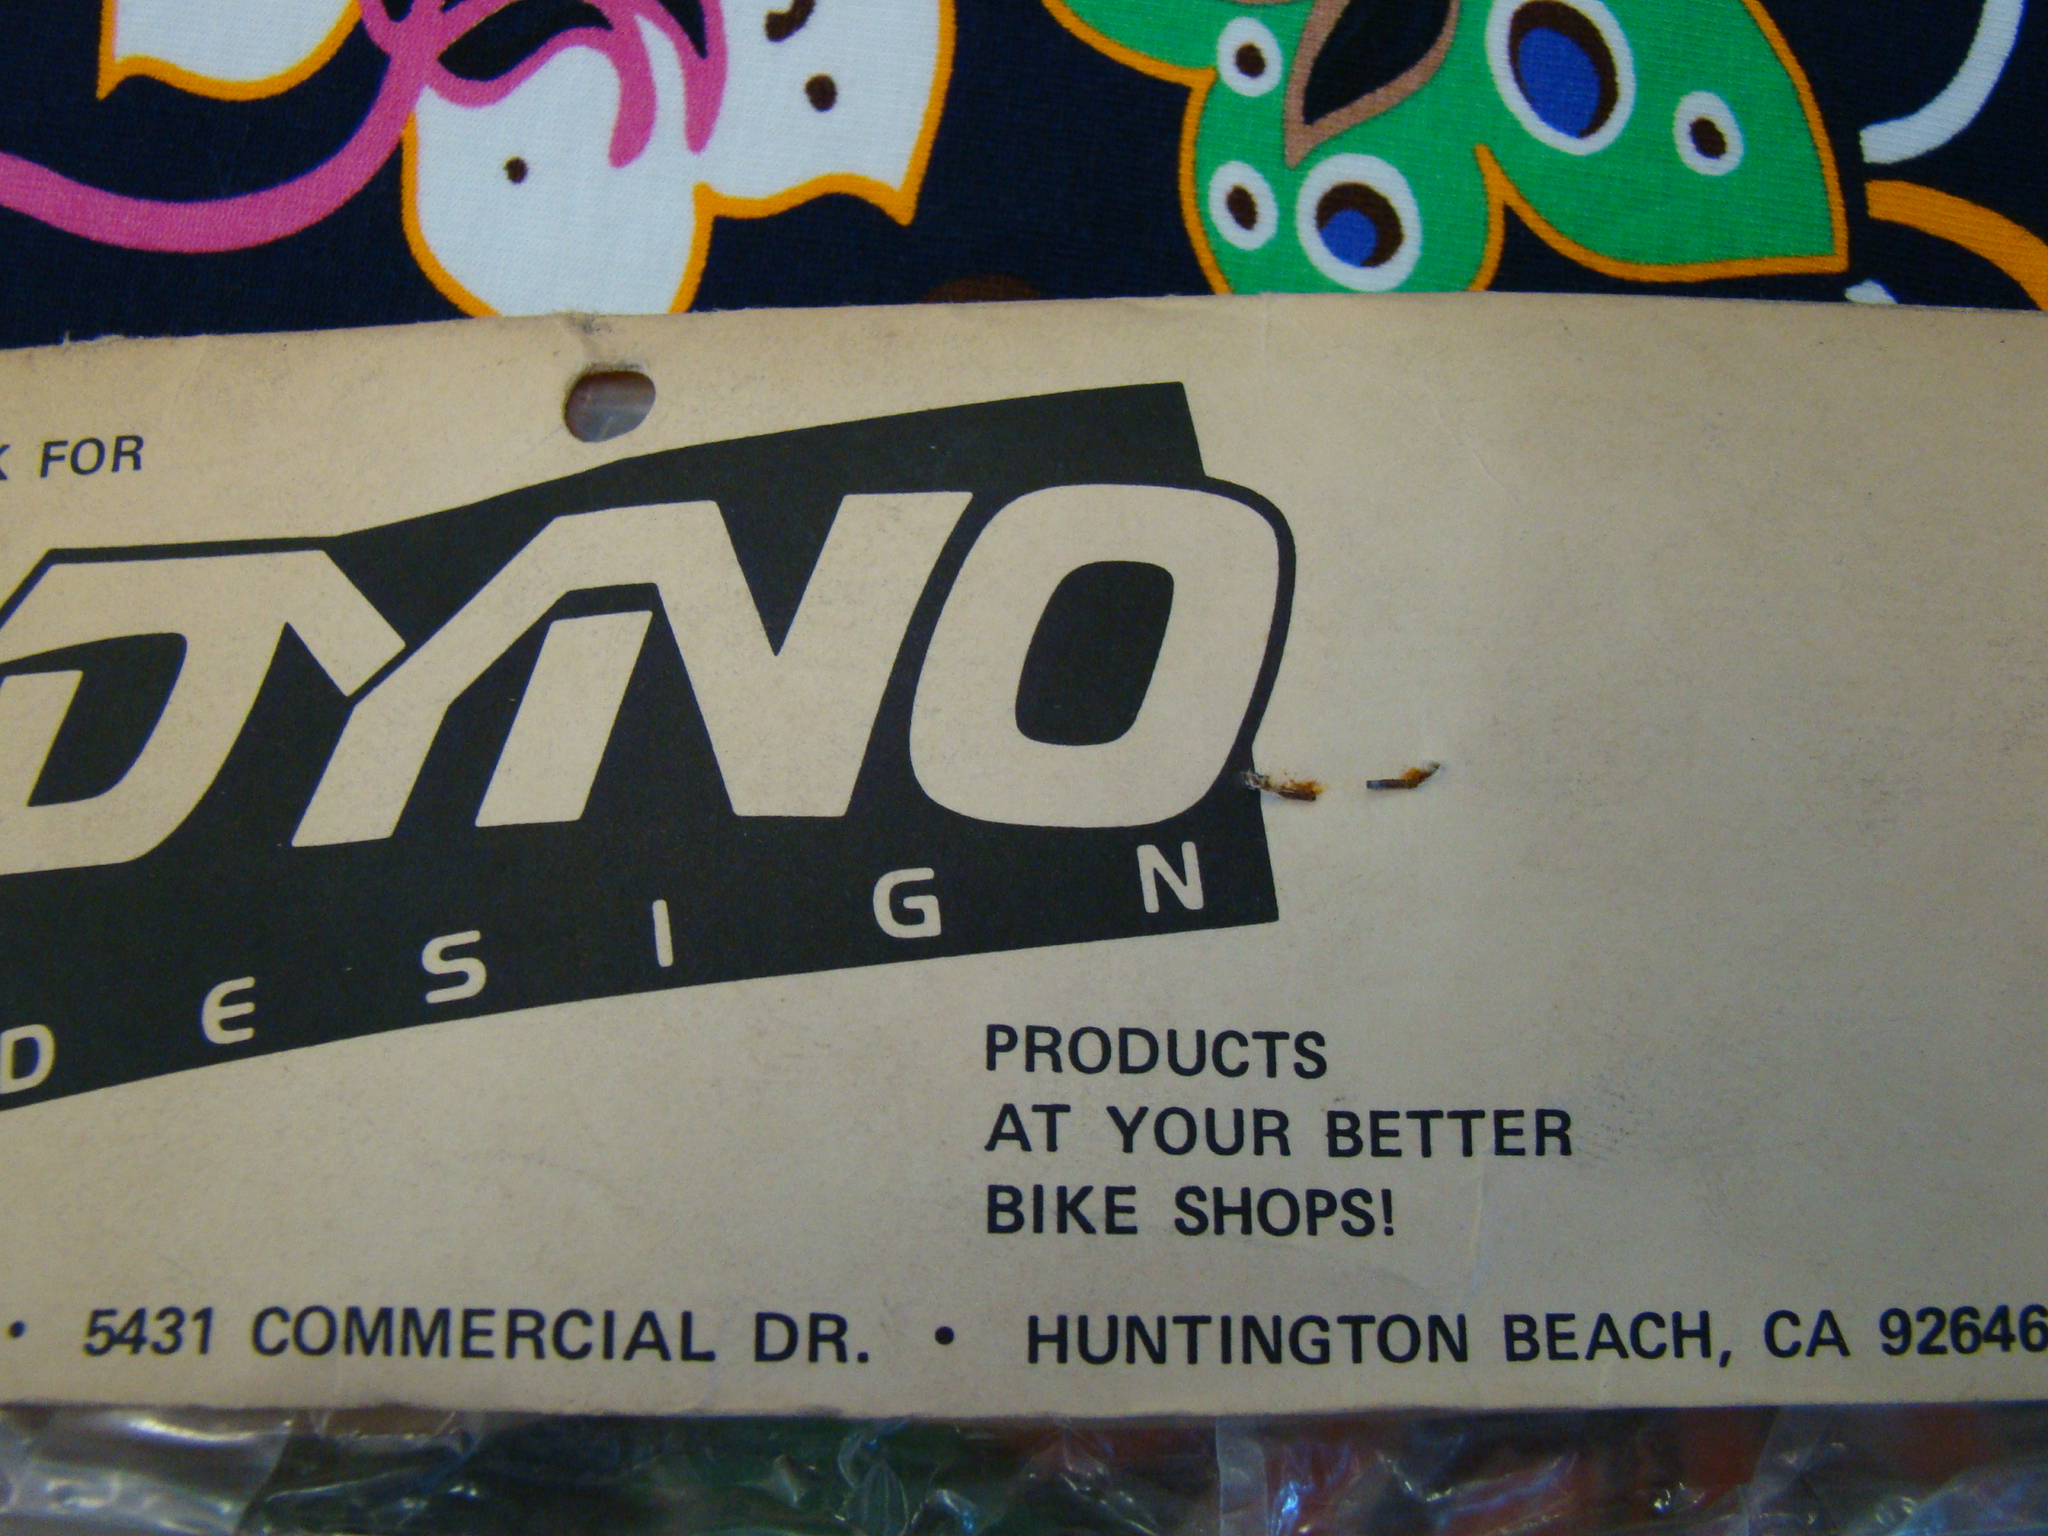 FOR
DYNO
DESIGN
PRODUCTS
AT YOUR BETTER
BIKE SHOPS!
• 5431 COMMERCIAL DR. • HUNTINGTON BEACH, CA 92646